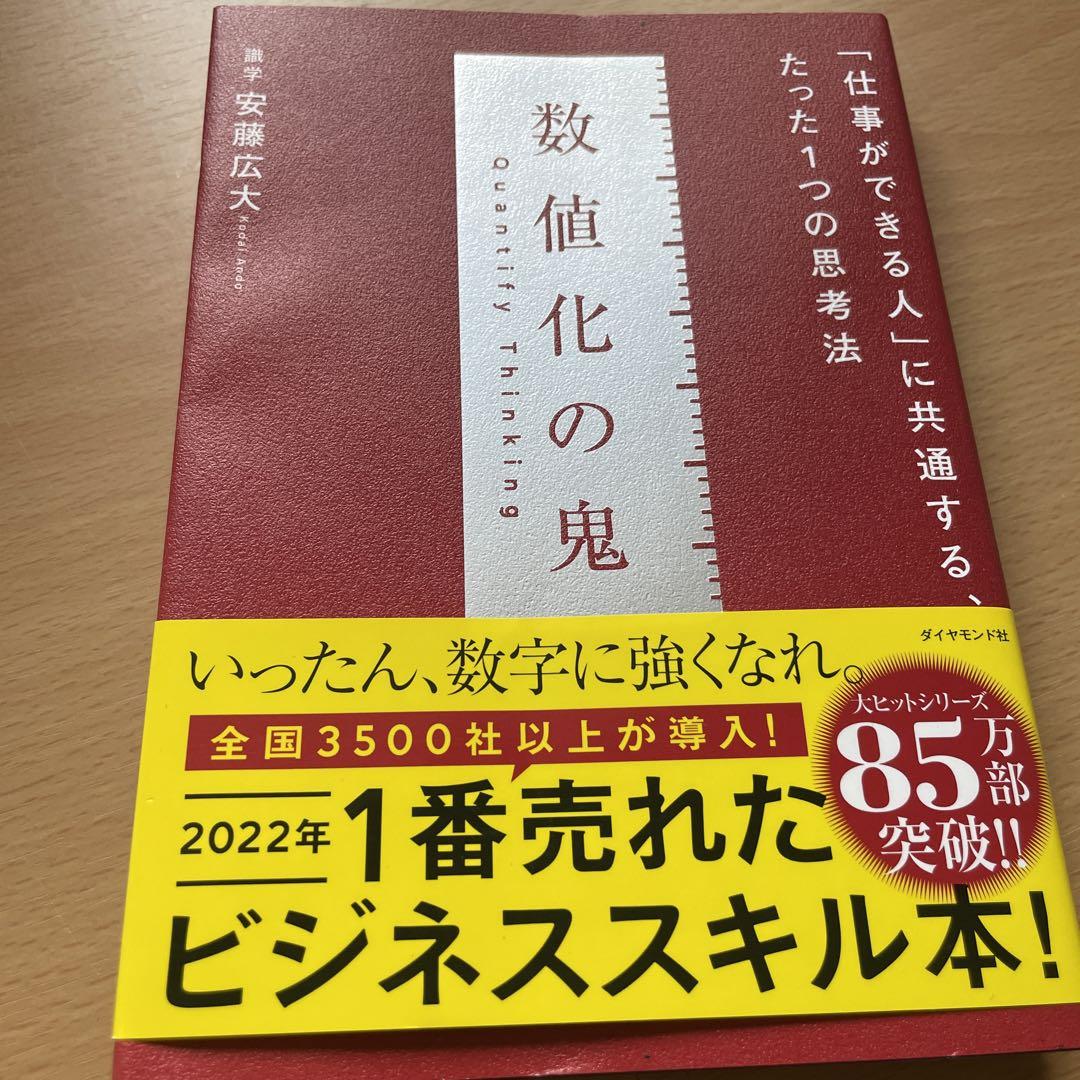 「仕事ができる人」に共通する、
たった1つの思考法
数値化の鬼
Quantify Thinking
識学 安藤広大 Kodai Ando
ダイヤモンド社
いったん、数字に強くなれ。
大ヒットシリーズ
85万部
突破!!
全国3500社以上が導入!
2022年
1番売れた
ビジネススキル本!